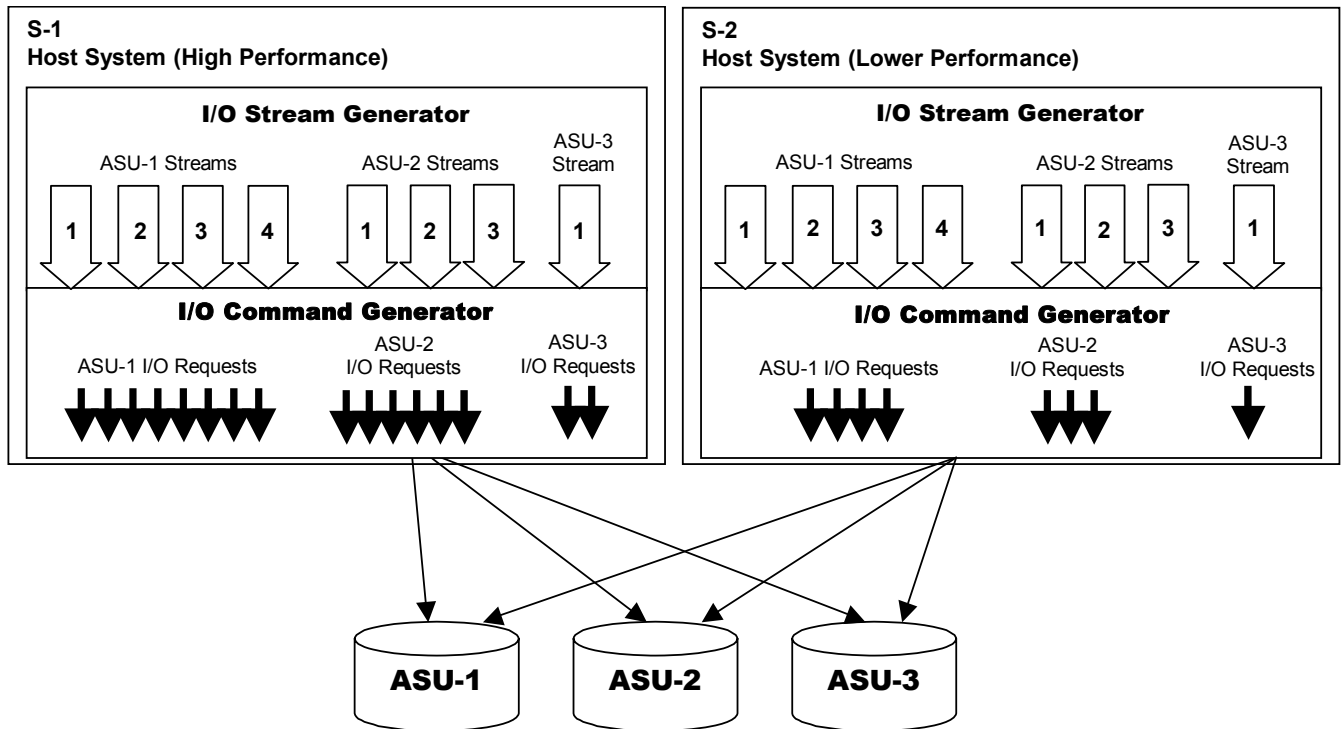 S-1
Host System (High Performance)
I/O Stream Generator
ASU-1 Streams
ASU-2 Streams
ASU-3
Stream
1
2
3
4
1
2
3
1
I/O Command Generator
ASU-1 I/O Requests
ASU-2
I/O Requests
ASU-3
I/O Requests
S-2
Host System (Lower Performance)
I/O Stream Generator
ASU-1 Streams
ASU-2 Streams
ASU-3
Stream
1
2
3
4
1
2
3
1
I/O Command Generator
ASU-1 I/O Requests
ASU-2
I/O Requests
ASU-3
I/O Requests
ASU-1
ASU-2
ASU-3